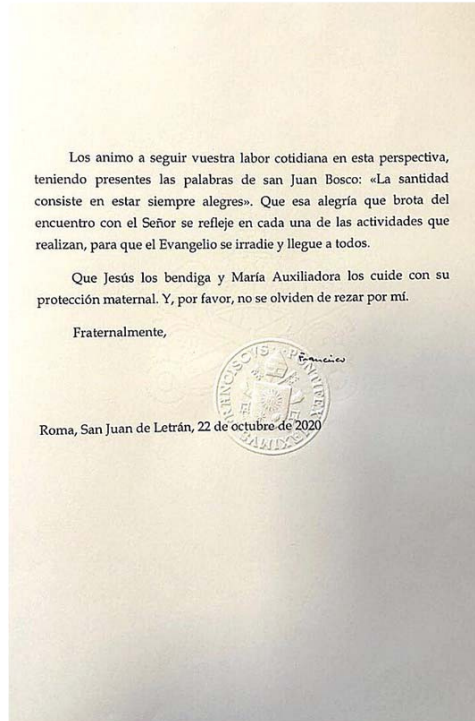 Los animo a seguir vuestra labor cotidiana en esta perspectiva,
teniendo presentes las palabras de san Juan Bosco: «La santidad
consiste en estar siempre alegres». Que esa alegría que brota del
encuentro con el Señor se refleje en cada una de las actividades que
realizan, para que el Evangelio se irradie y llegue a todos.
Que Jesús los bendiga y María Auxiliadora los cuide con su
protección maternal. Y, por favor, no se olviden de rezar por mí.
Fraternalmente,
Francisco
FRANCISCVS PONTIFEX MAXIMVS
Roma, San Juan de Letrán, 22 de octubre de 2020